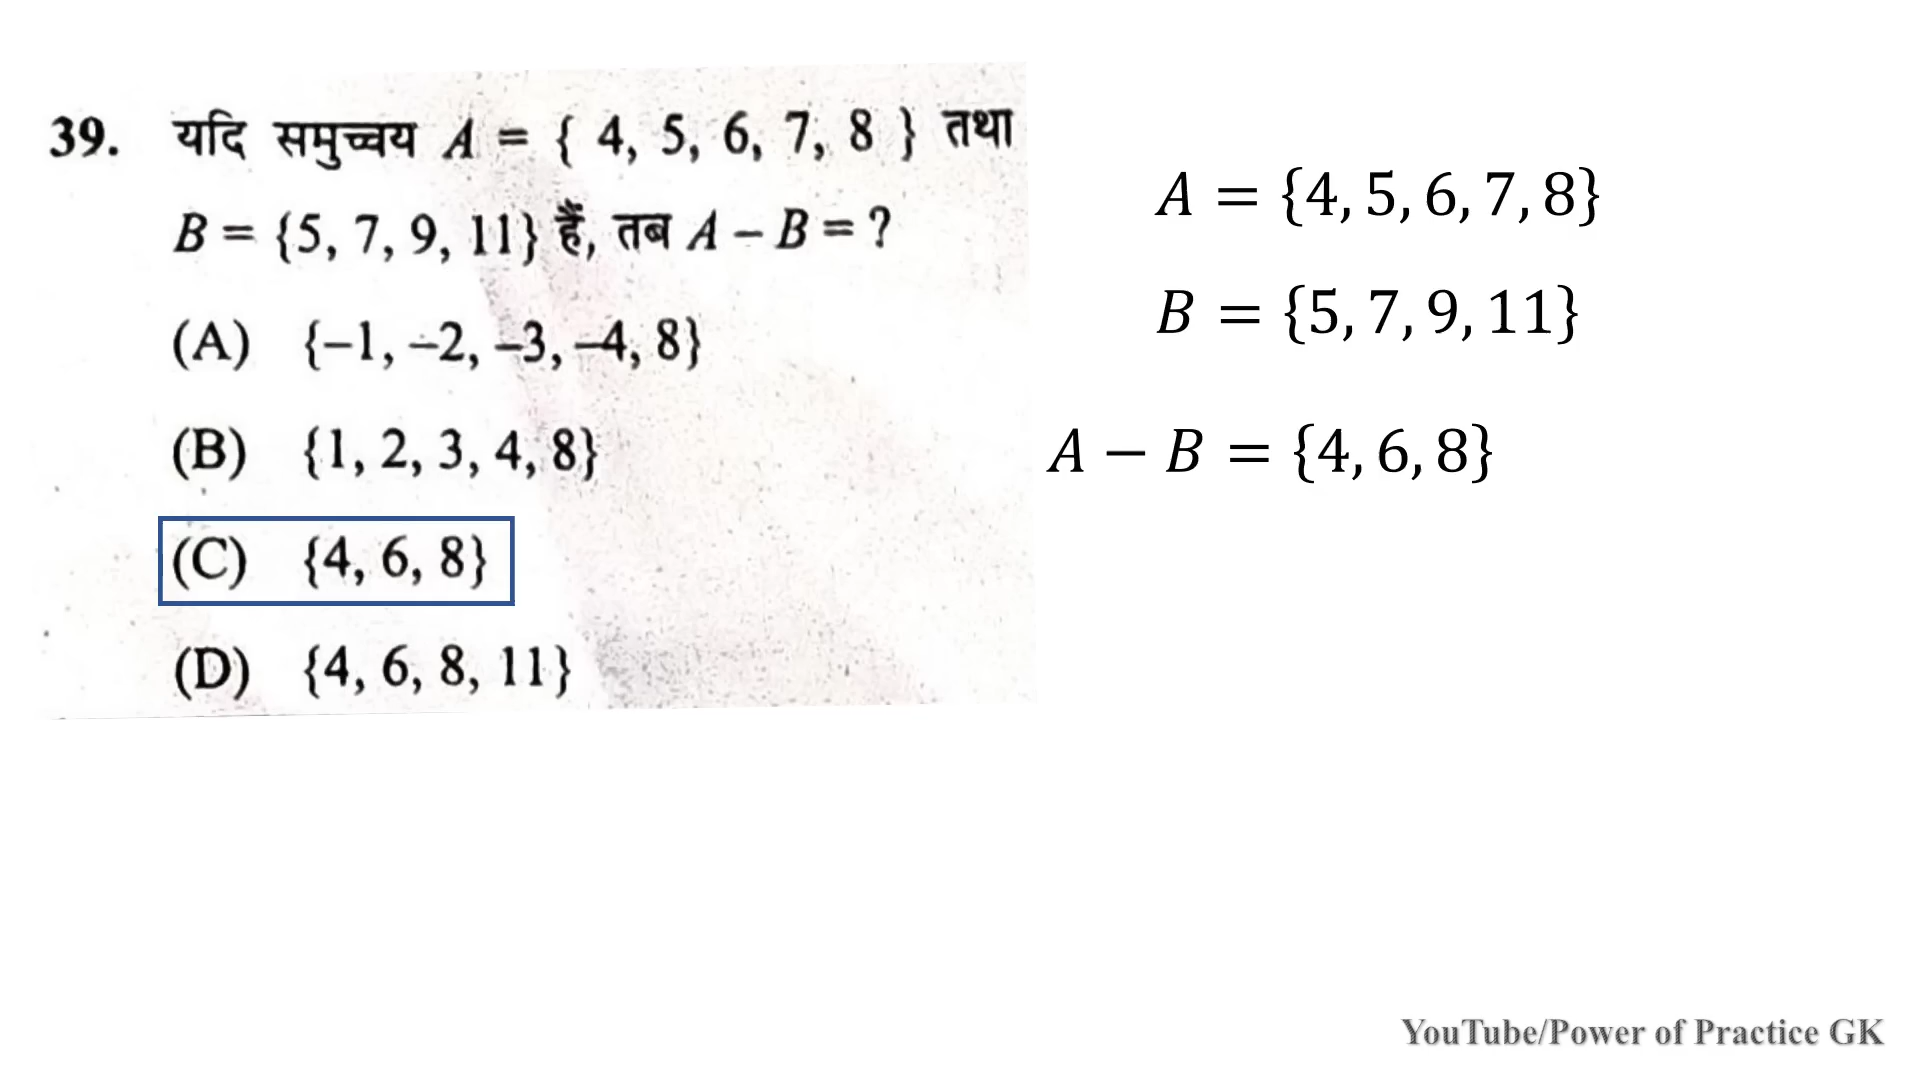 39. यदि समुच्चय A = { 4, 5, 6, 7, 8 } तथा
B = {5, 7, 9, 11} हैं, तब A – B = ?
(A) {–1, –2, –3, –4, 8}
(B) {1, 2, 3, 4, 8}
(C) {4, 6, 8}
(D) {4, 6, 8, 11}
A = {4, 5, 6, 7, 8}
B = {5, 7, 9, 11}
A − B = {4, 6, 8}
YouTube/Power of Practice GK